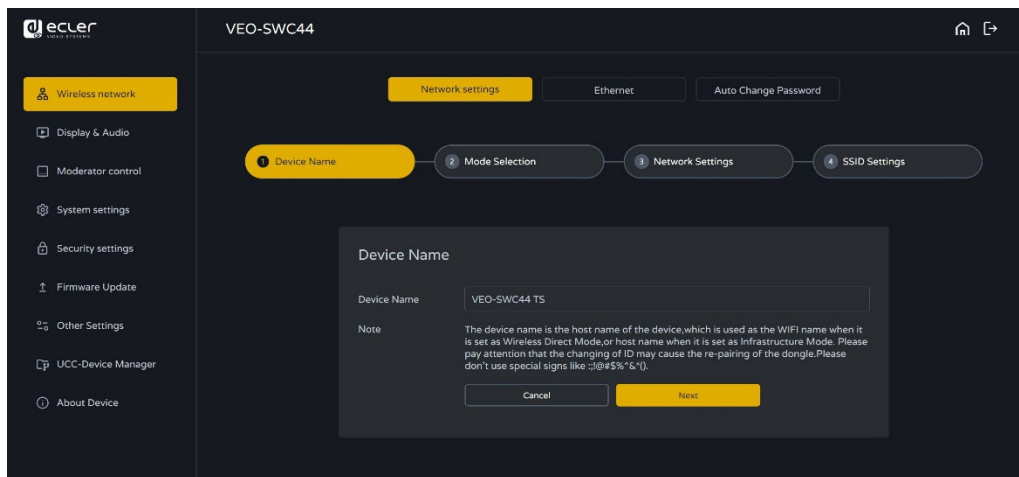 ecler
VIDEO SYSTEMS
VEO-SWC44
Wireless network
Display & Audio
Moderator control
System settings
Security settings
Firmware Update
Other Settings
UCC-Device Manager
About Device
Network settings
Ethernet
Auto Change Password
1 Device Name
2 Mode Selection
3 Network Settings
4 SSID Settings
Device Name
Device Name
VEO-SWC44 TS
Note
The device name is the host name of the device,which is used as the WIFI name when it
is set as Wireless Direct Mode,or host name when it is set as Infrastructure Mode. Please
pay attention that the changing of ID may cause the re-pairing of the dongle.Please
don't use special signs like :;!@#$%^&*().
Cancel
Next